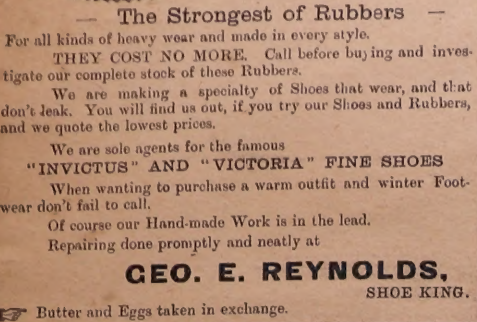 — The Strongest of Rubbers —
For all kinds of heavy wear and made in every style.
THEY COST NO MORE. Call before buying and inves-
tigate our complete stock of these Rubbers.
We are making a specialty of Shoes that wear, and that
don't leak. You will find us out, if you try our Shoes and Rubbers,
and we quote the lowest prices.
We are sole agents for the famous
"INVICTUS" AND "VICTORIA" FINE SHOES
When wanting to purchase a warm outfit and winter Foot-
wear don't fail to call.
Of course our Hand-made Work is in the lead.
Repairing done promptly and neatly at
GEO. E. REYNOLDS,
SHOE KING.
☞ Butter and Eggs taken in exchange.